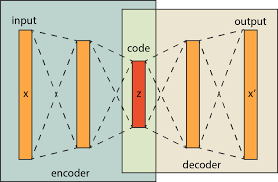 input
output
code
x
z
x'
encoder
decoder